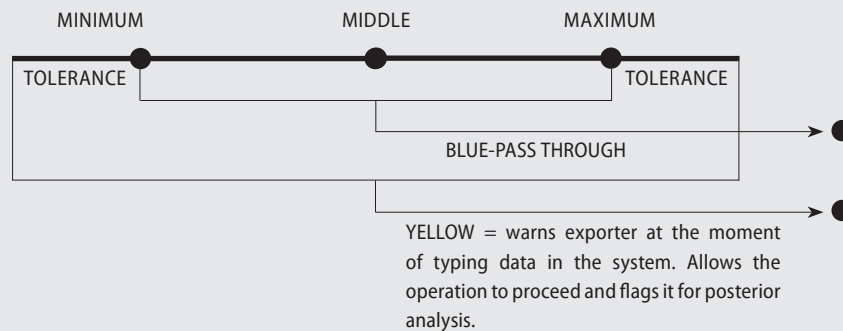 MINIMUM MIDDLE MAXIMUM
TOLERANCE TOLERANCE
BLUE-PASS THROUGH
YELLOW = warns exporter at the moment
of typing data in the system. Allows the
operation to proceed and flags it for posterior
analysis.